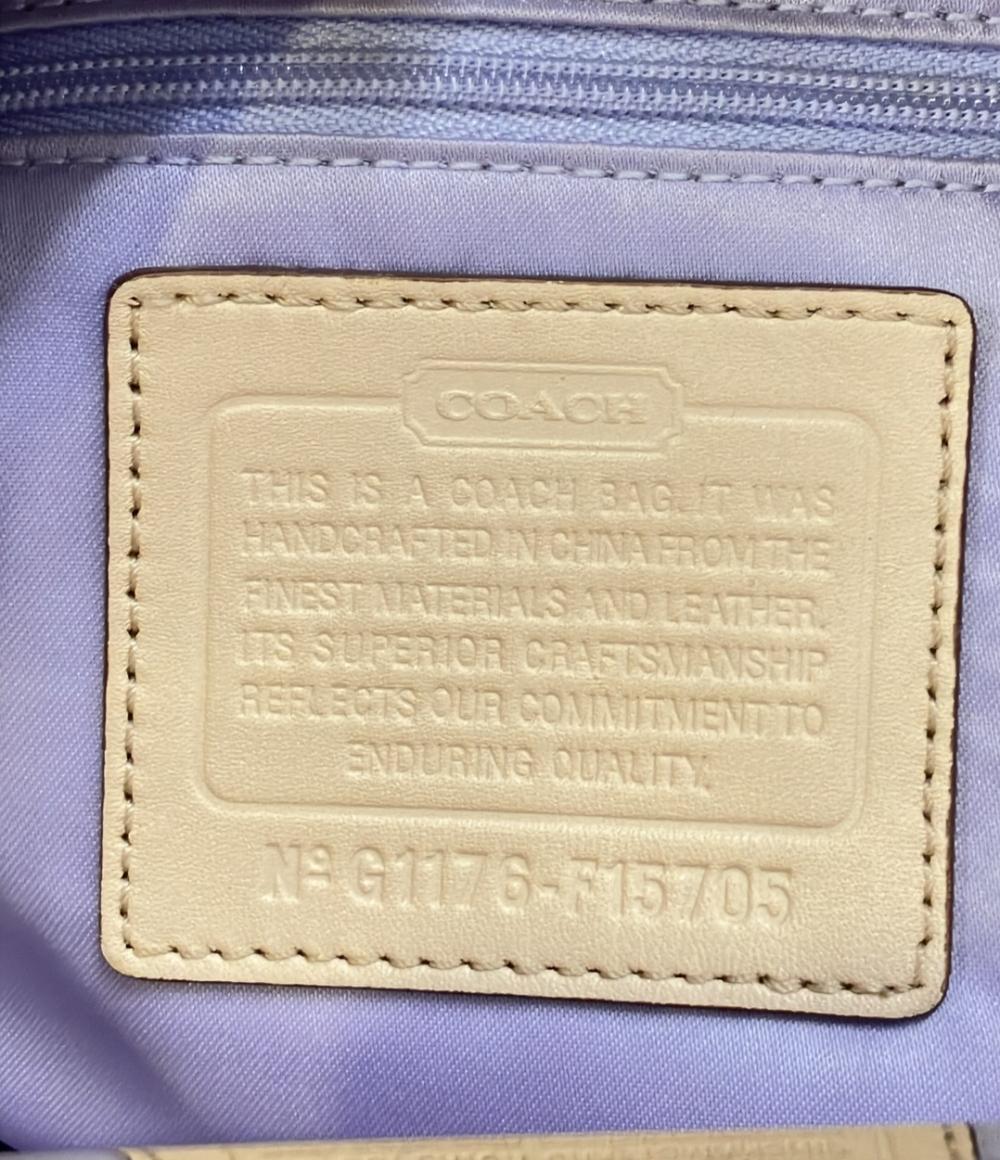 COACH
THIS IS A COACH BAG. IT WAS
HANDCRAFTED IN CHINA FROM THE
FINEST MATERIALS AND LEATHER.
ITS SUPERIOR CRAFTSMANSHIP
REFLECTS OUR COMMITMENT TO
ENDURING QUALITY.
Nº G1176-F15705